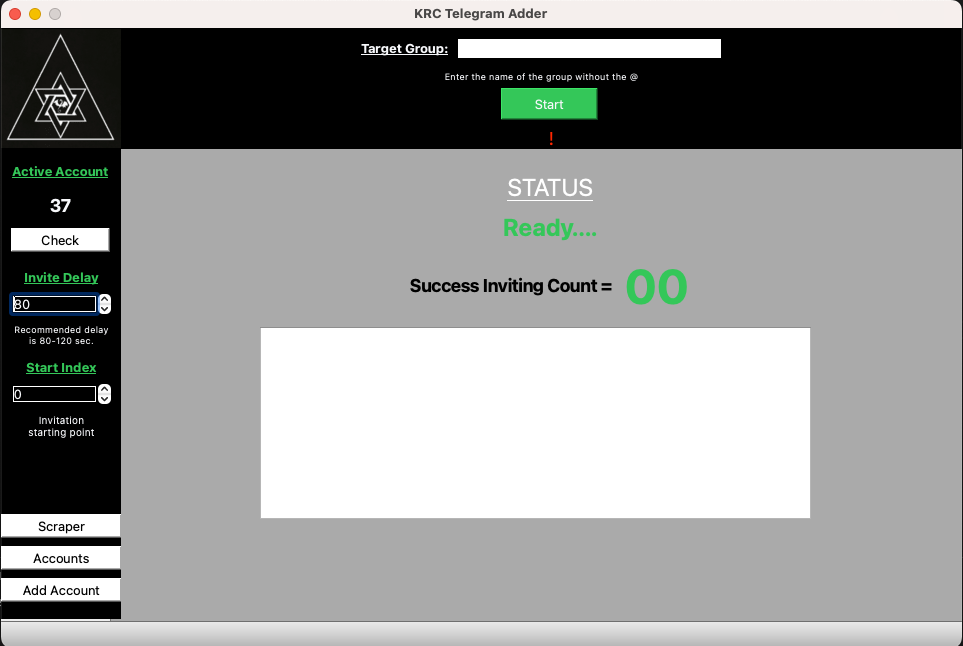 KRC Telegram Adder
Target Group:
Enter the name of the group without the @
Start
!
Active Account
37
Check
Invite Delay
80
Recommended delay
is 80-120 sec.
Start Index
0
Invitation
starting point
Scraper
Accounts
Add Account
STATUS
Ready....
Success Inviting Count = 00